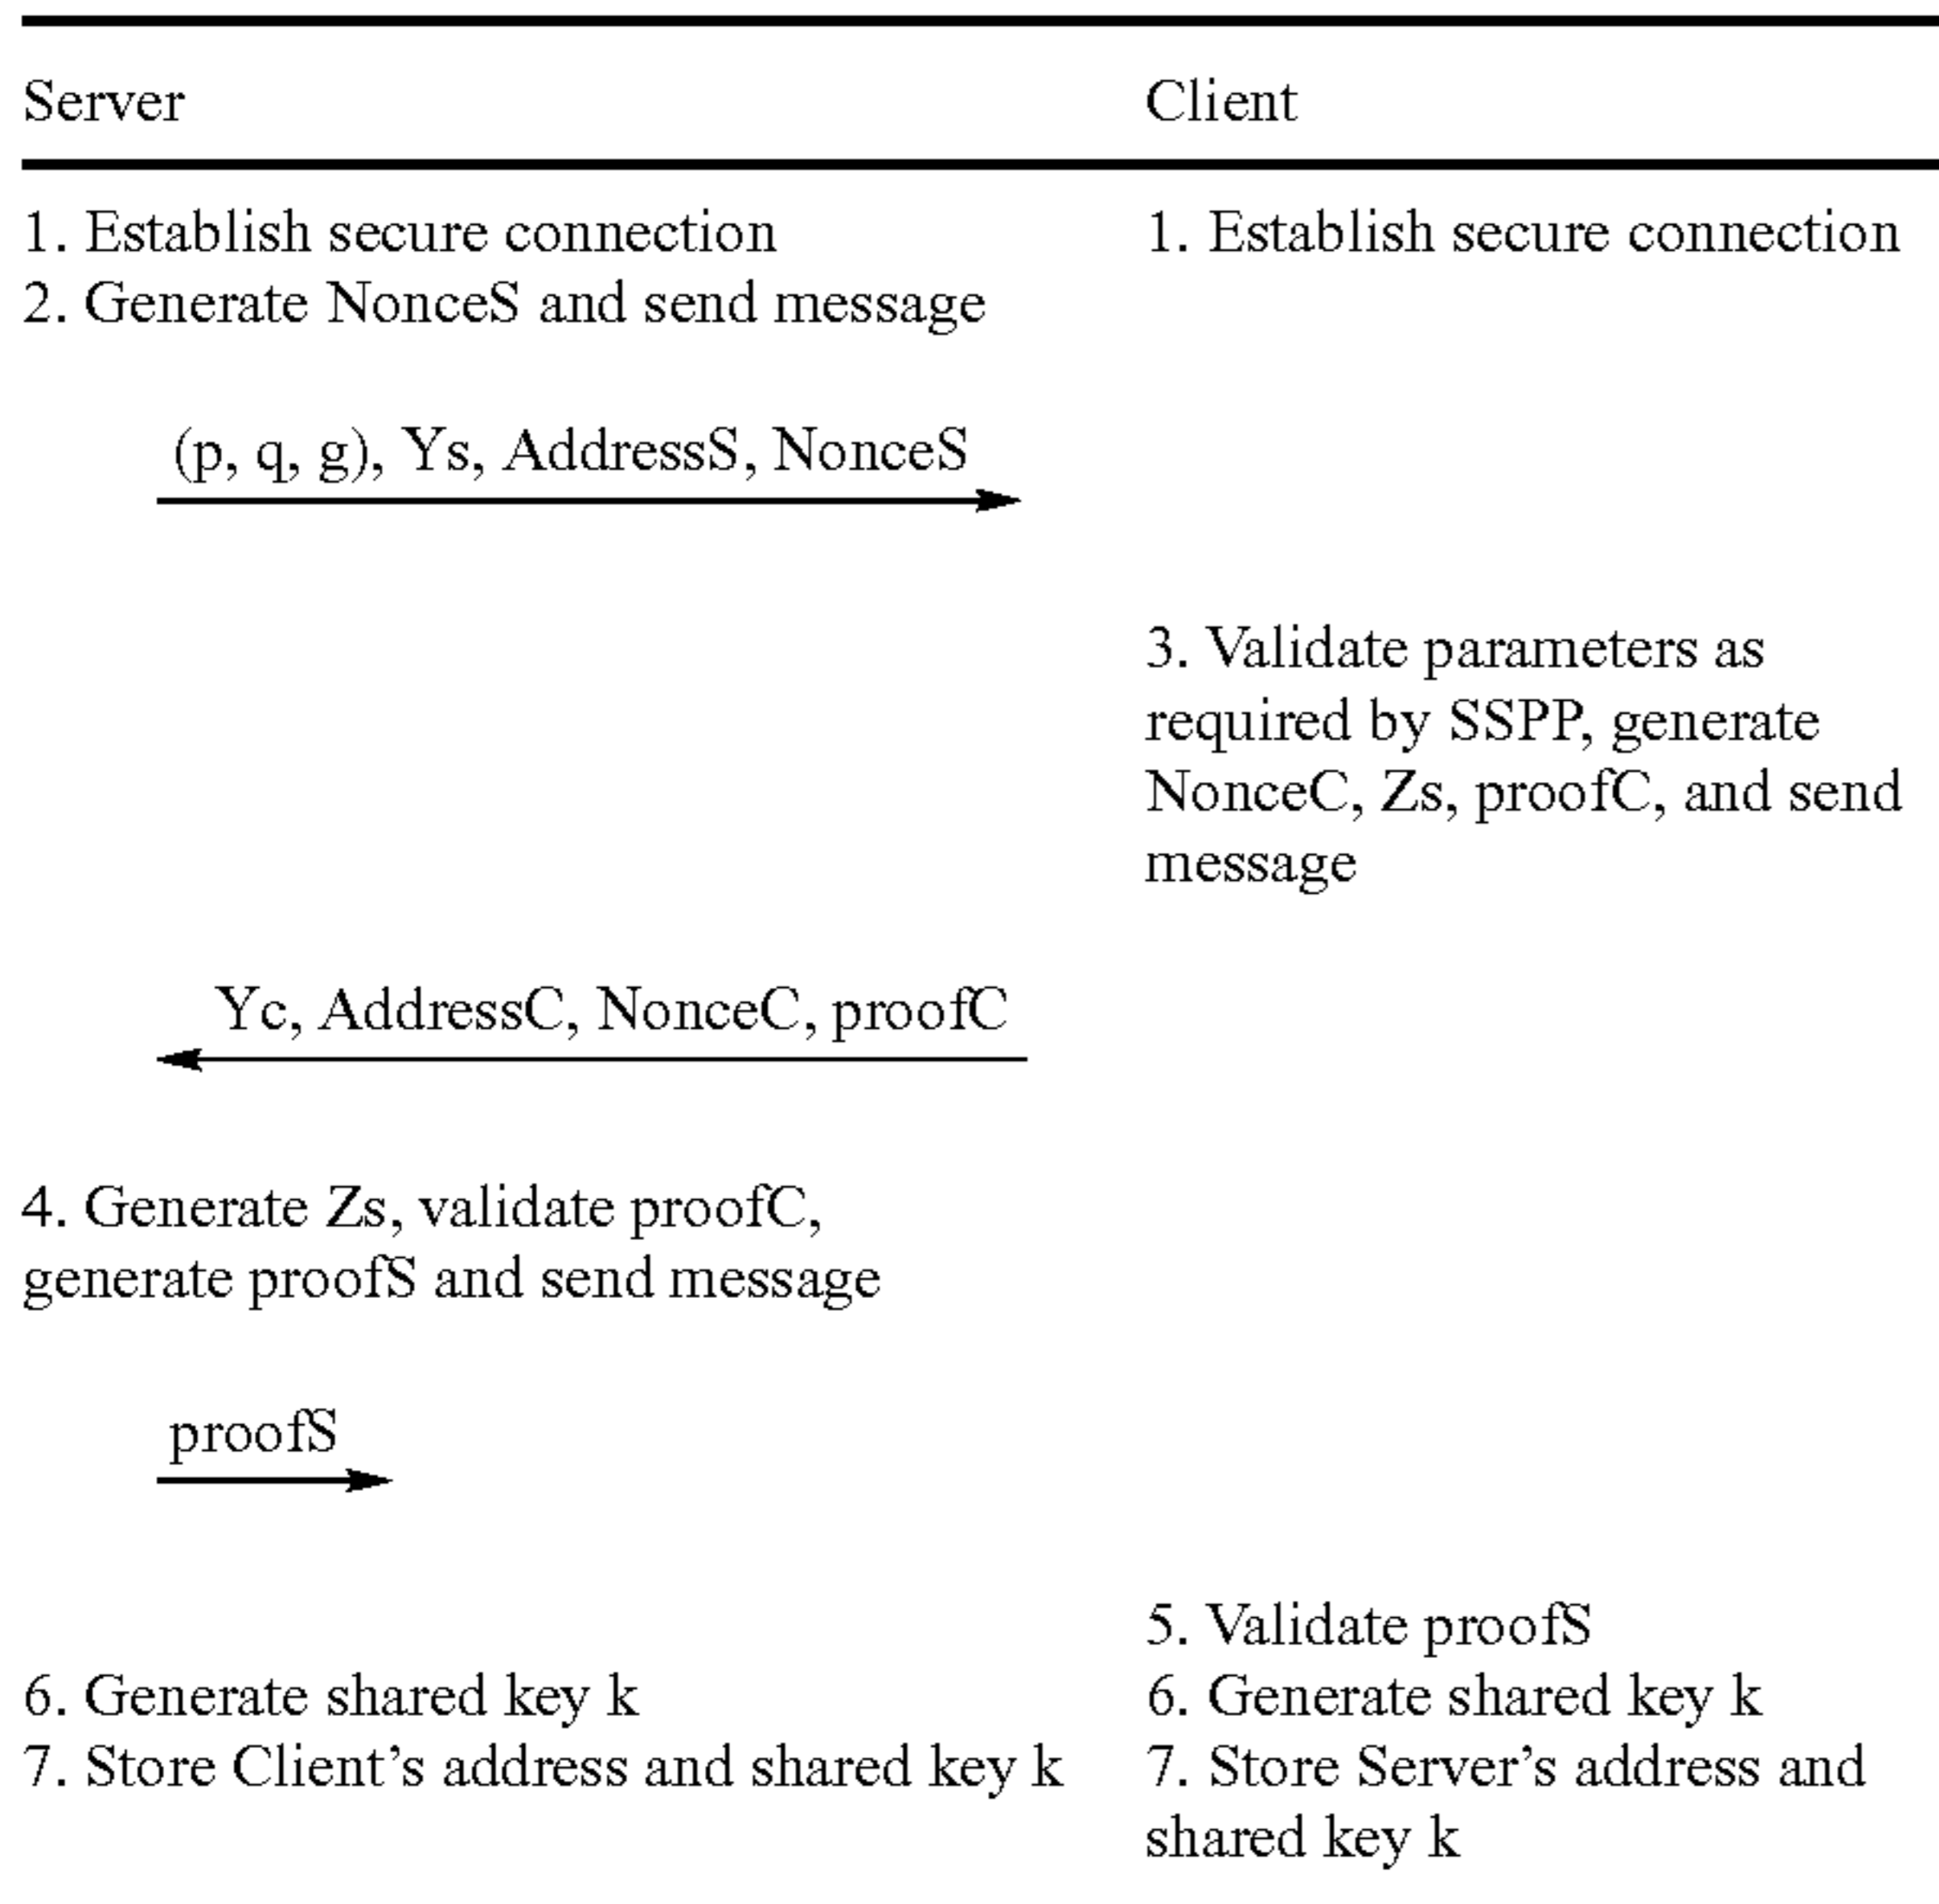 Server
Client
1. Establish secure connection
1. Establish secure connection
2. Generate NonceS and send message
(p, q, g), Ys, AddressS, NonceS
3. Validate parameters as
required by SSPP, generate
NonceC, Zs, proofC, and send
message
Yc, AddressC, NonceC, proofC
4. Generate Zs, validate proofC,
generate proofS and send message
proofS
5. Validate proofS
6. Generate shared key k
6. Generate shared key k
7. Store Client’s address and shared key k
7. Store Server’s address and
shared key k